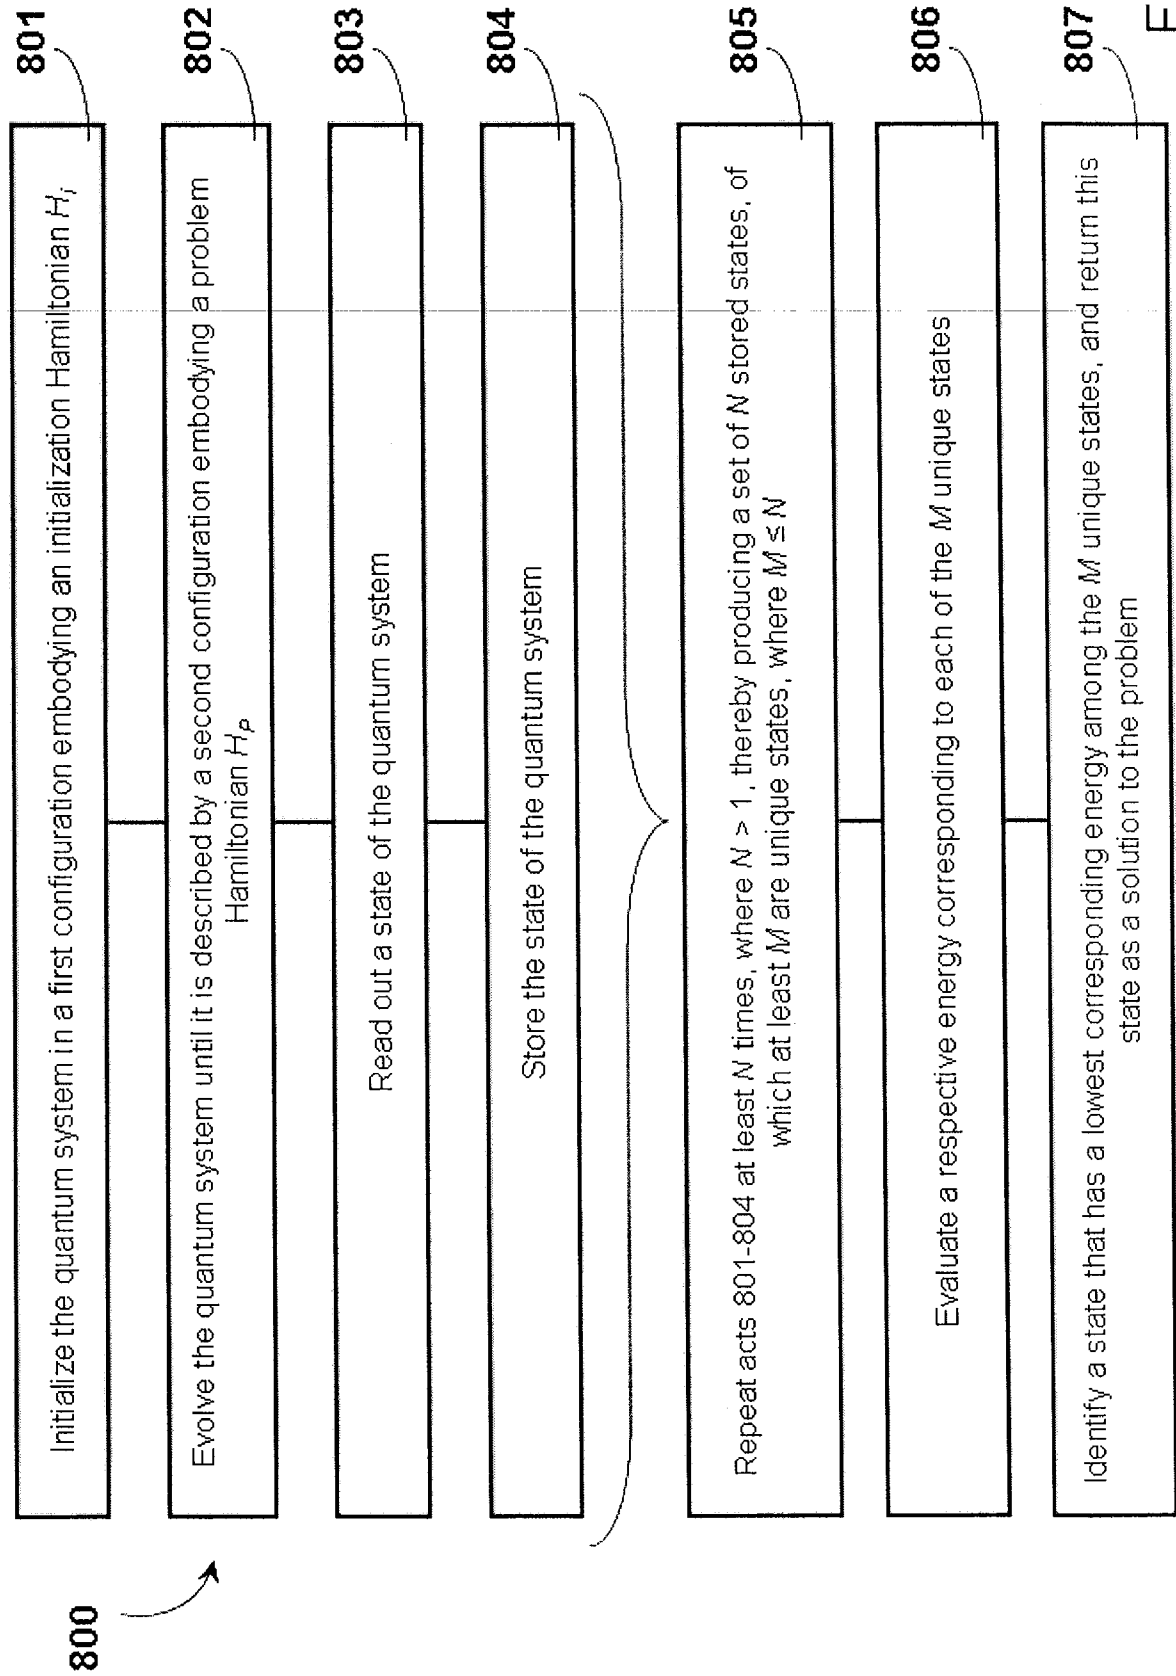 800
801
Initialize the quantum system in a first configuration embodying an initialization Hamiltonian Hi
802
Evolve the quantum system until it is described by a second configuration embodying a problem
Hamiltonian HP
803
Read out a state of the quantum system
804
Store the state of the quantum system
805
Repeat acts 801-804 at least N times, where N > 1, thereby producing a set of N stored states, of
which at least M are unique states, where M ≤ N
806
Evaluate a respective energy corresponding to each of the M unique states
807
Identify a state that has a lowest corresponding energy among the M unique states, and return this
state as a solution to the problem